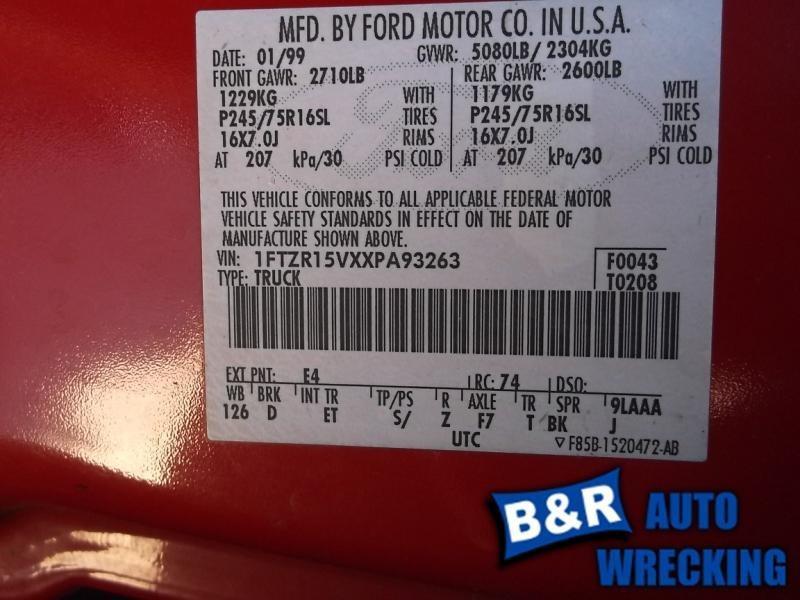 MFD. BY FORD MOTOR CO. IN U.S.A.
DATE: 01/99 GVWR: 5080LB/ 2304KG
FRONT GAWR: 2710LB REAR GAWR: 2600LB
1229KG WITH 1179KG WITH
P245/75R16SL TIRES P245/75R16SL TIRES
16X7.0J RIMS 16X7.0J RIMS
AT 207 kPa/30 PSI COLD AT 207 kPa/30 PSI COLD
THIS VEHICLE CONFORMS TO ALL APPLICABLE FEDERAL MOTOR
VEHICLE SAFETY STANDARDS IN EFFECT ON THE DATE OF
MANUFACTURE SHOWN ABOVE.
VIN: 1FTZR15VXXPA93263 F0043
TYPE: TRUCK T0208
EXT PNT: E4 RC: 74 DSO:
WB BRK INT TR TP/PS R AXLE TR SPR 9LAAA
126 D ET S/ Z F7 T BK J
UTC ▽F85B-1520472-AB
B&R AUTO
WRECKING